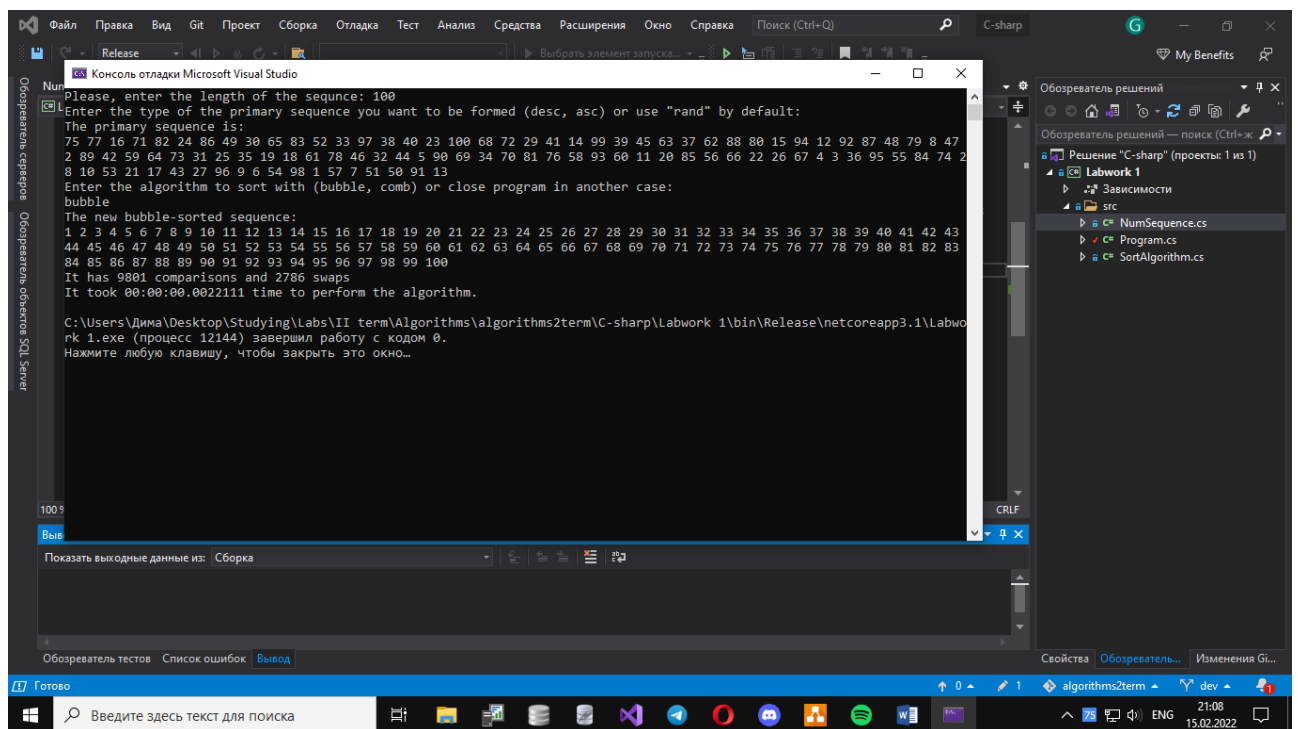 Файл Правка Вид Git Проект Сборка Отладка Тест Анализ Средства Расширения Окно Справка Поиск (Ctrl+Q) C-sharp G
Release Выбрать элемент запуска... My Benefits
Обозреватель серверов
Обозреватель объектов SQL Server
Консоль отладки Microsoft Visual Studio
Please, enter the length of the sequnce: 100
Enter the type of the primary sequence you want to be formed (desc, asc) or use "rand" by default:
The primary sequence is:
75 77 16 71 82 24 86 49 30 65 83 52 33 97 38 40 23 100 68 72 29 41 14 99 39 45 63 37 62 88 80 15 94 12 92 87 48 79 8 47
2 89 42 59 64 73 31 25 35 19 18 61 78 46 32 44 5 90 69 34 70 81 76 58 93 60 11 20 85 56 66 22 26 67 4 3 36 95 55 84 74 2
8 10 53 21 17 43 27 96 9 6 54 98 1 57 7 51 50 91 13
Enter the algorithm to sort with (bubble, comb) or close program in another case:
bubble
The new bubble-sorted sequence:
1 2 3 4 5 6 7 8 9 10 11 12 13 14 15 16 17 18 19 20 21 22 23 24 25 26 27 28 29 30 31 32 33 34 35 36 37 38 39 40 41 42 43
44 45 46 47 48 49 50 51 52 53 54 55 56 57 58 59 60 61 62 63 64 65 66 67 68 69 70 71 72 73 74 75 76 77 78 79 80 81 82 83
84 85 86 87 88 89 90 91 92 93 94 95 96 97 98 99 100
It has 9801 comparisons and 2786 swaps
It took 00:00:00.0022111 time to perform the algorithm.
C:\Users\Дима\Desktop\Studying\Labs\II term\Algorithms\algorithms2term\C-sharp\Labwork 1\bin\Release\netcoreapp3.1\Labwo
rk 1.exe (процесс 12144) завершил работу с кодом 0.
Нажмите любую клавишу, чтобы закрыть это окно…
Обозреватель решений
Обозреватель решений — поиск (Ctrl+ж
Решение "C-sharp" (проекты: 1 из 1)
C# Labwork 1
Зависимости
src
C# NumSequence.cs
C# Program.cs
C# SortAlgorithm.cs
CRLF
Показать выходные данные из: Сборка
Обозреватель тестов Список ошибок Вывод
Свойства Обозреватель... Изменения Gi...
Готово 0 1 algorithms2term dev 1
Введите здесь текст для поиска 75 ENG 21:08
15.02.2022